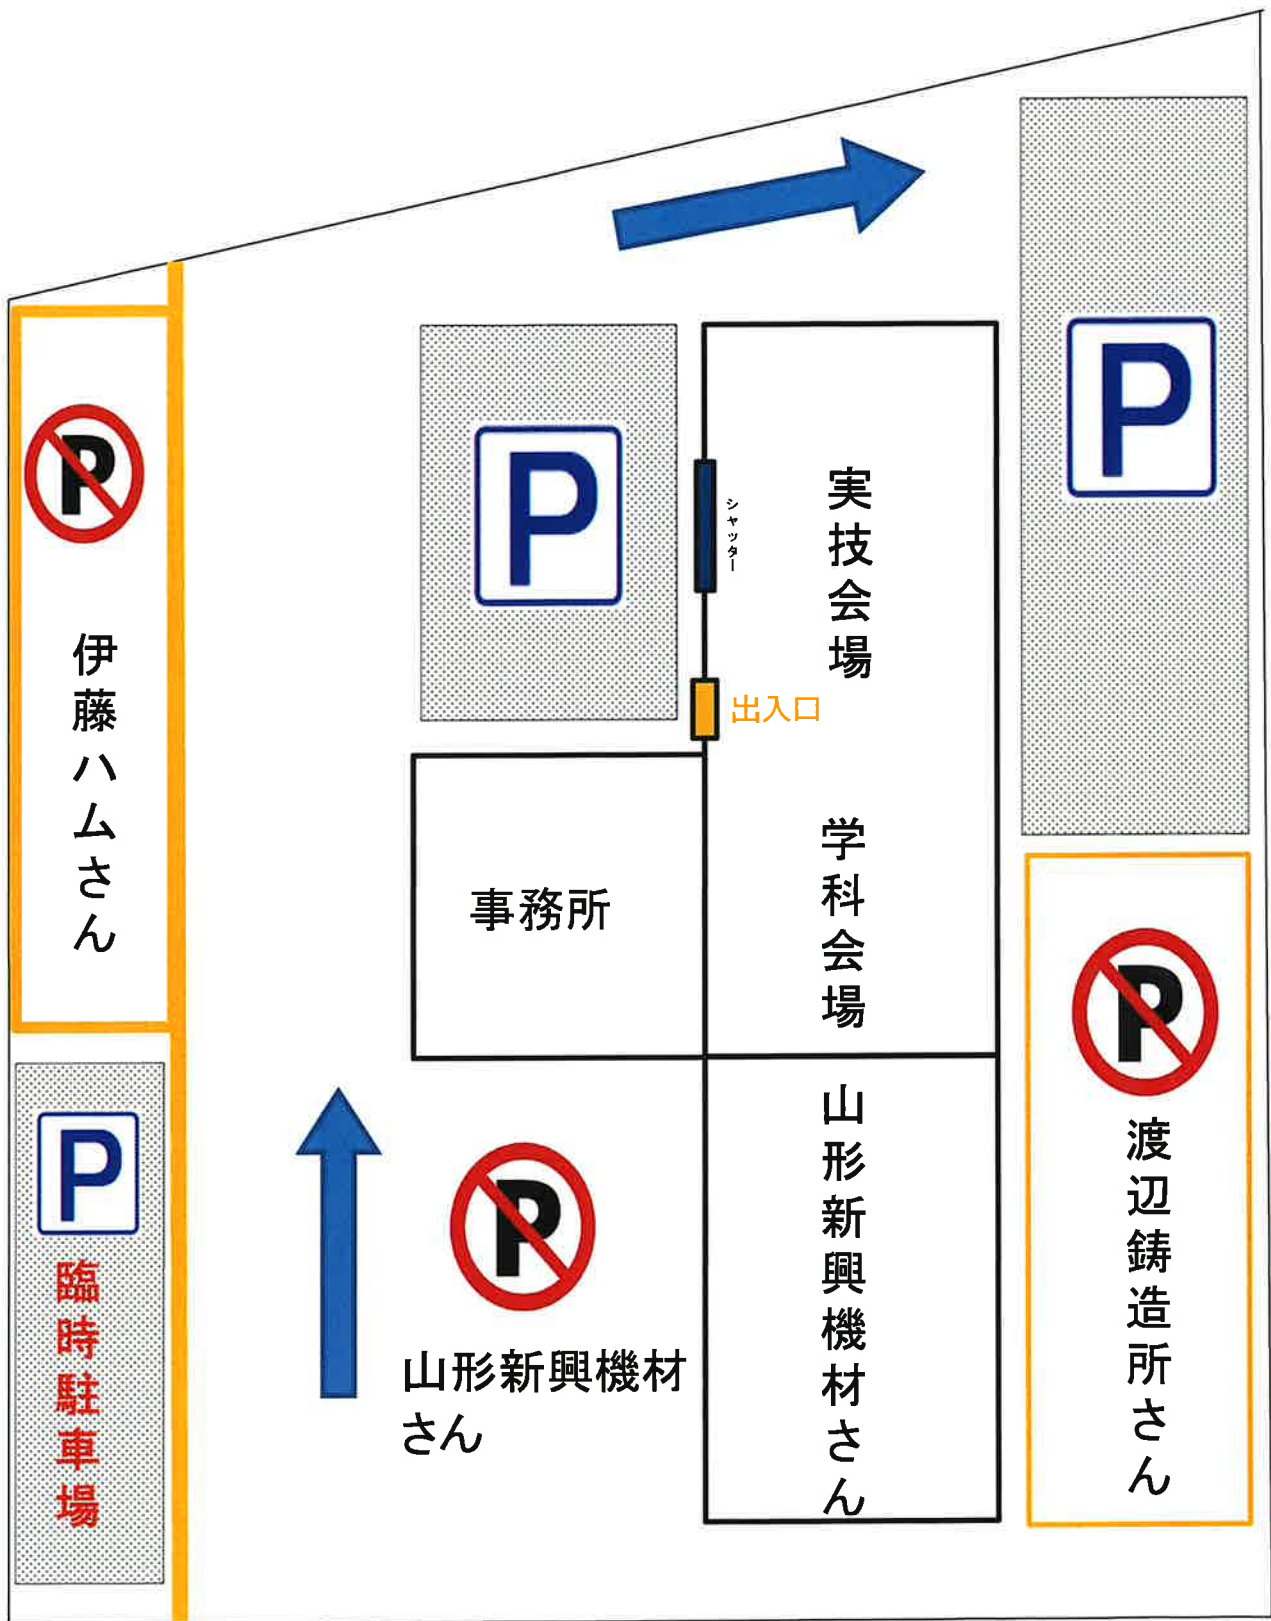 P
P
P
伊藤ハムさん
P
シャッター
実技会場
出入口
事務所
学科会場
P
渡辺鋳造所さん
P
臨時駐車場
P
山形新興機材
さん
山形新興機材さん